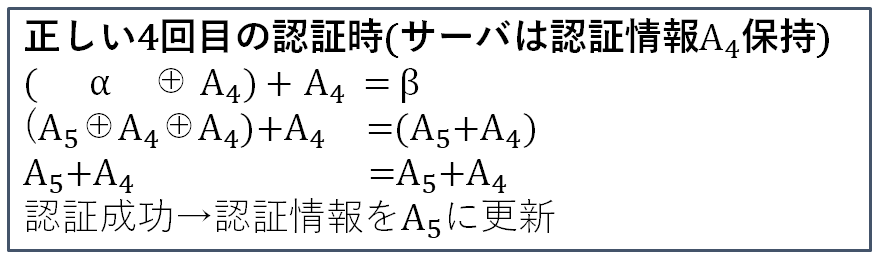 正しい4回目の認証時(サーバは認証情報A₄保持)
( α ⊕ A₄) + A₄ = β
(A₅⊕A₄⊕A₄)+A₄ =(A₅+A₄)
A₅+A₄ =A₅+A₄
認証成功→認証情報をA₅に更新